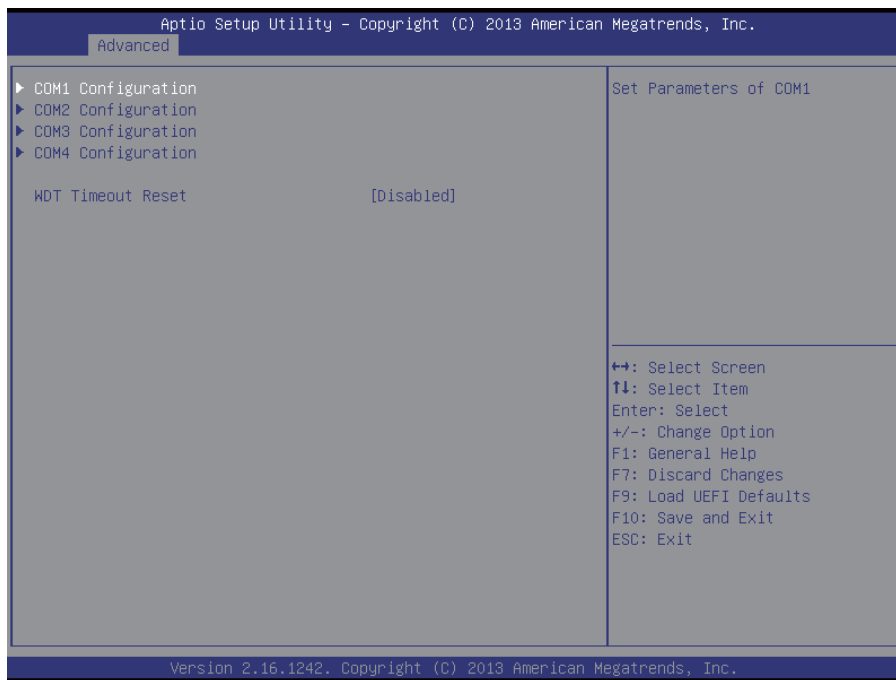 Aptio Setup Utility – Copyright (C) 2013 American Megatrends, Inc.
Advanced
COM1 Configuration
COM2 Configuration
COM3 Configuration
COM4 Configuration
WDT Timeout Reset [Disabled]
Set Parameters of COM1
↔: Select Screen
↑↓: Select Item
Enter: Select
+/-: Change Option
F1: General Help
F7: Discard Changes
F9: Load UEFI Defaults
F10: Save and Exit
ESC: Exit
Version 2.16.1242. Copyright (C) 2013 American Megatrends, Inc.